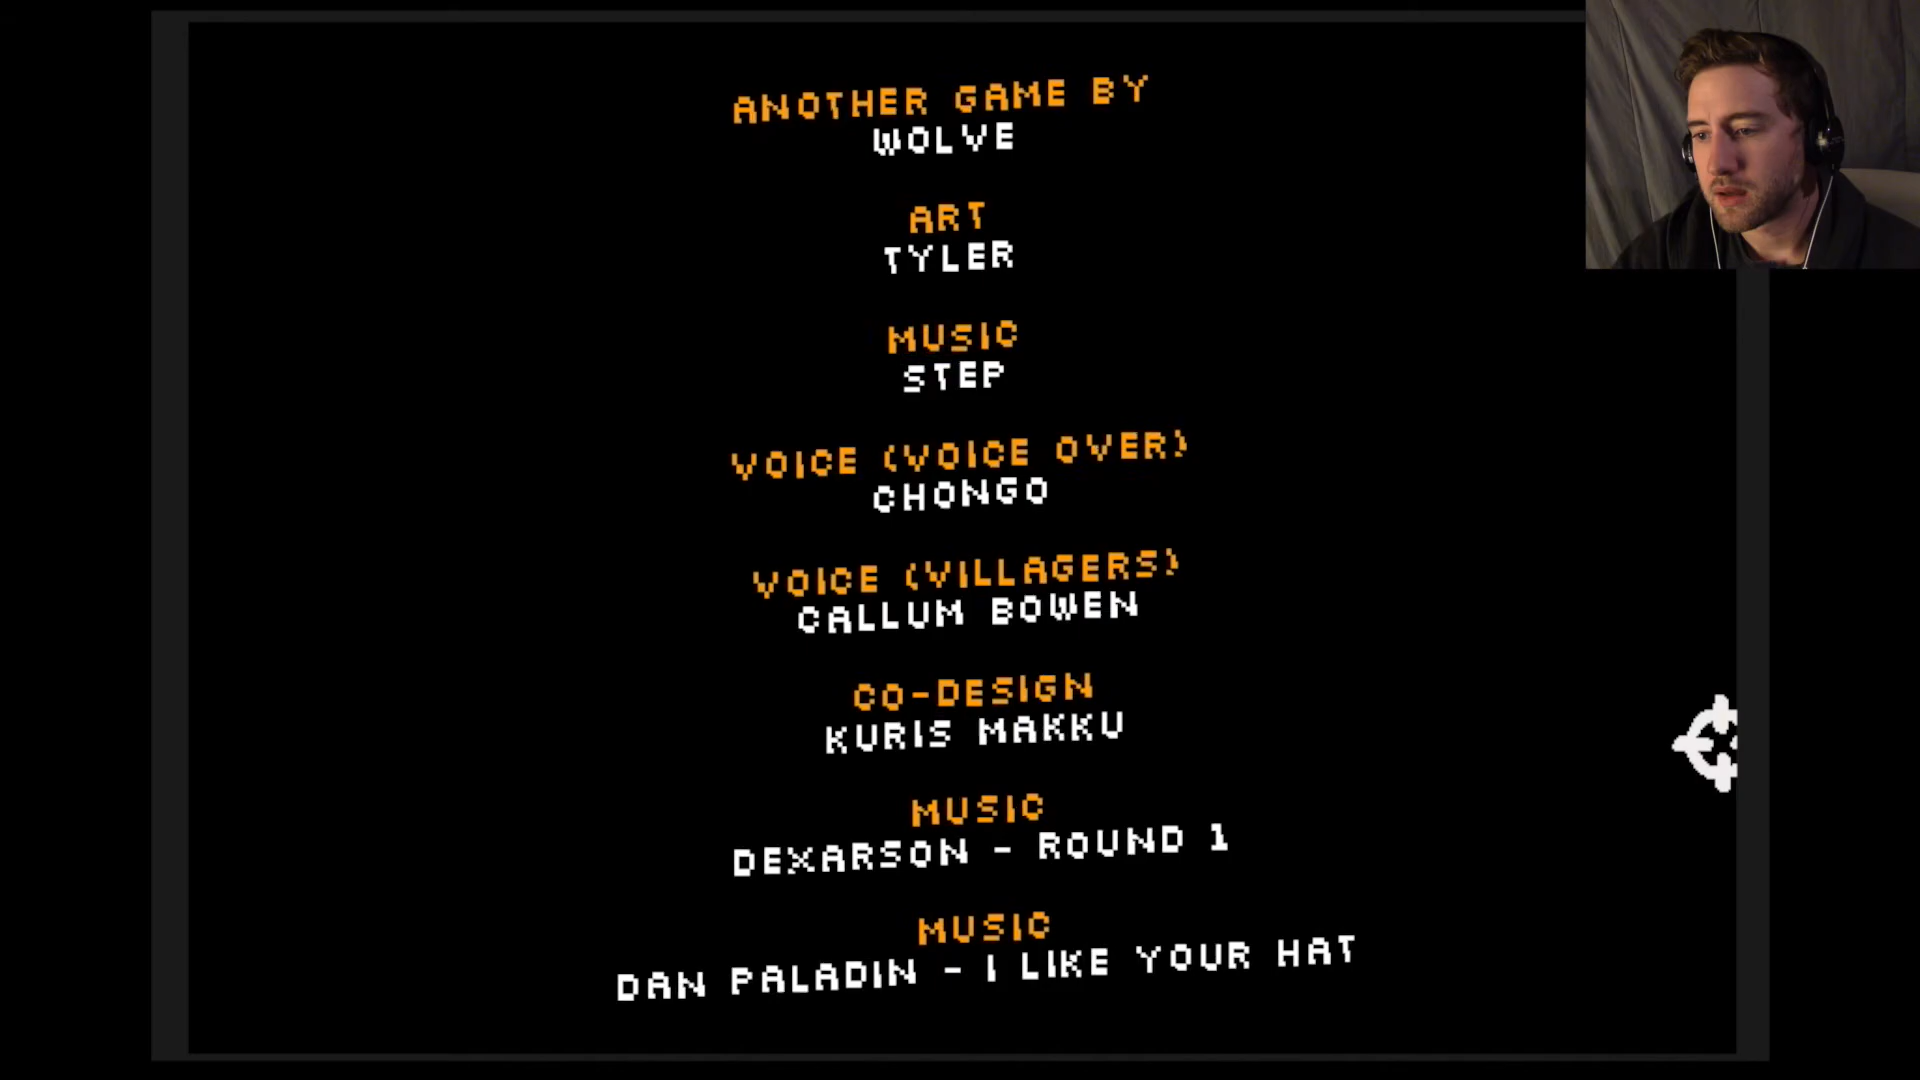 ANOTHER GAME BY
WOLVE
ART
TYLER
MUSIC
STEP
VOICE (VOICE OVER)
CHONGO
VOICE (VILLAGERS)
CALLUM BOWEN
CO-DESIGN
KURIS MAKKU
MUSIC
DEXARSON - ROUND 1
MUSIC
DAN PALADIN - I LIKE YOUR HAT